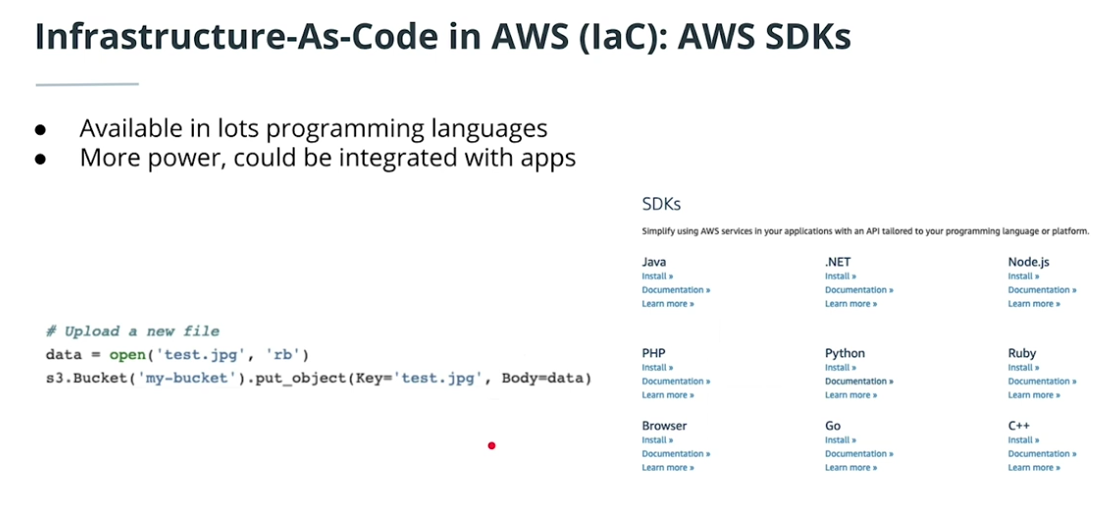 Infrastructure-As-Code in AWS (IaC): AWS SDKs
● Available in lots programming languages
● More power, could be integrated with apps
# Upload a new file
data = open('test.jpg', 'rb')
s3.Bucket('my-bucket').put_object(Key='test.jpg', Body=data)
SDKs
Simplify using AWS services in your applications with an API tailored to your programming language or platform.
Java
Install »
Documentation »
Learn more »
.NET
Install »
Documentation »
Learn more »
Node.js
Install »
Documentation »
Learn more »
PHP
Install »
Documentation »
Learn more »
Python
Install »
Documentation »
Learn more »
Ruby
Install »
Documentation »
Learn more »
Browser
Install »
Documentation »
Learn more »
Go
Install »
Documentation »
Learn more »
C++
Install »
Documentation »
Learn more »